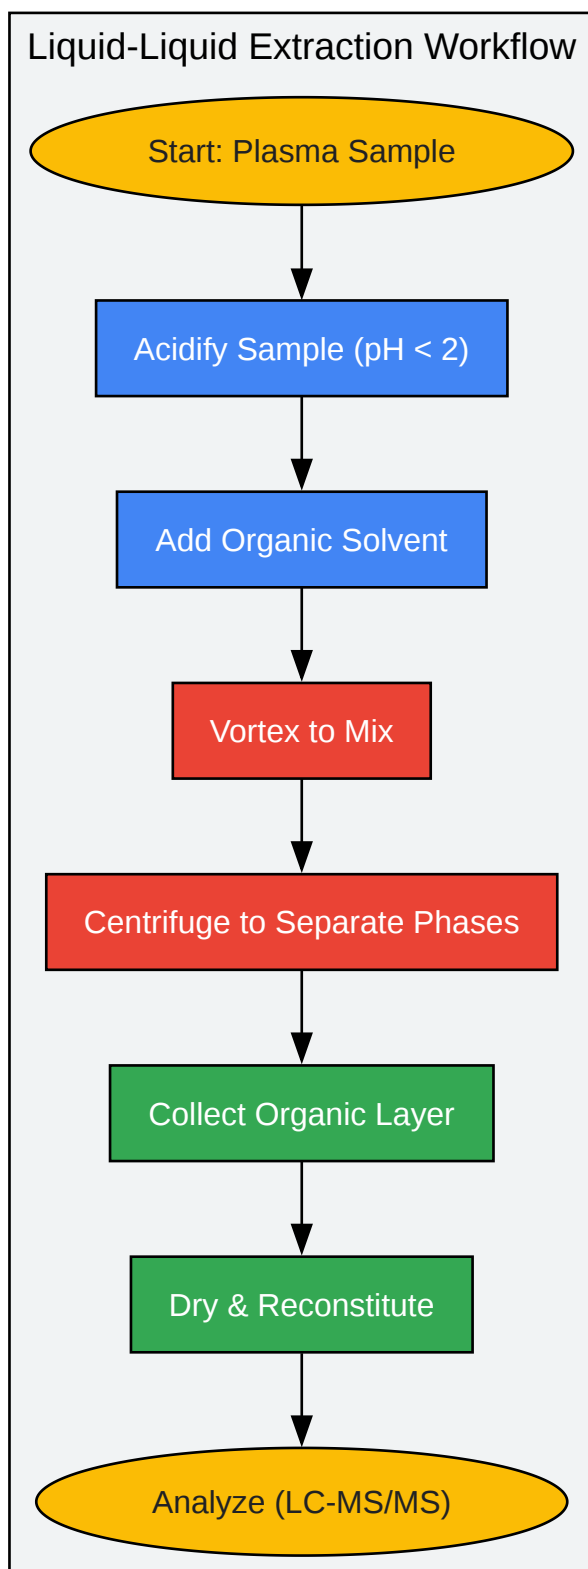 Liquid-Liquid Extraction Workflow
Start: Plasma Sample
Acidify Sample (pH < 2)
Add Organic Solvent
Vortex to Mix
Centrifuge to Separate Phases
Collect Organic Layer
Dry & Reconstitute
Analyze (LC-MS/MS)